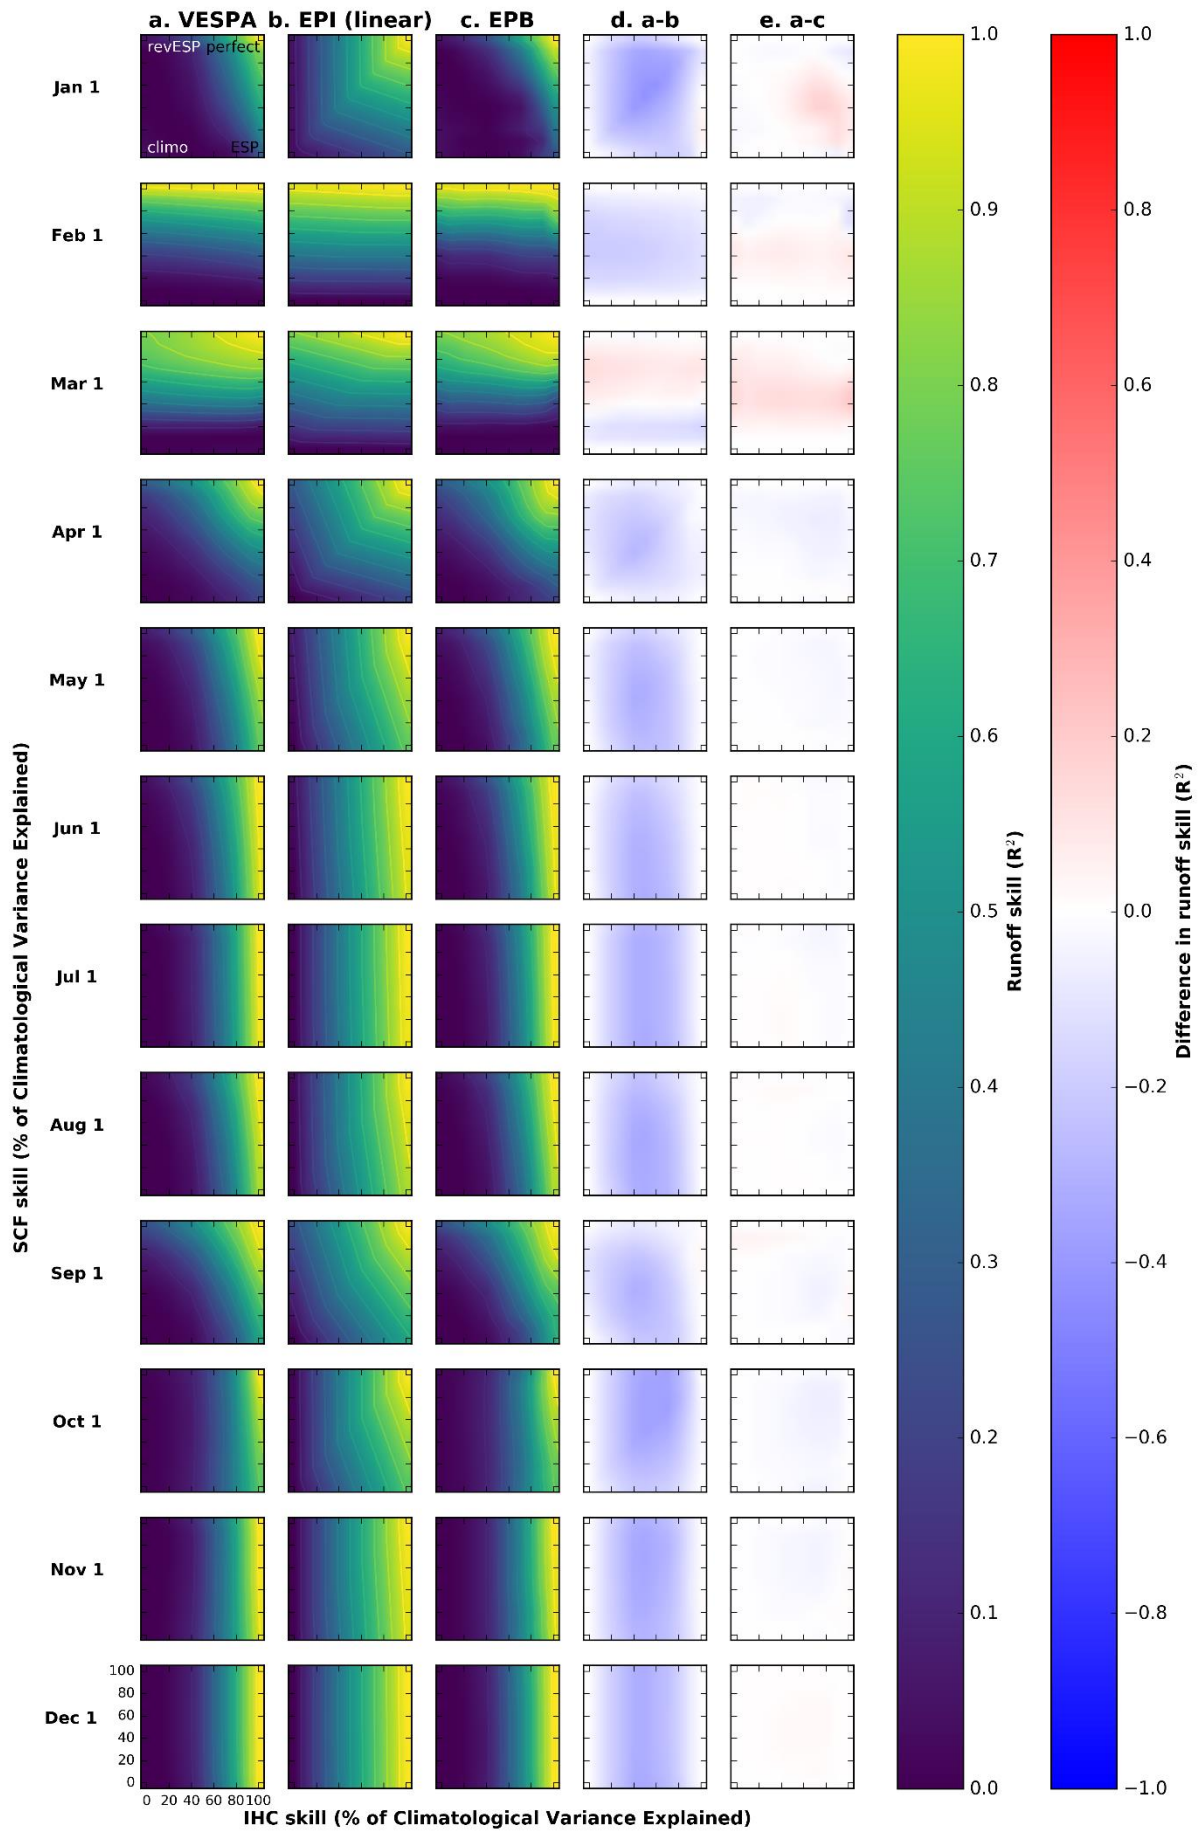 a. VESPA b. EPI (linear) c. EPB d. a-b e. a-c
revESP perfect
climo ESP
Jan 1
Feb 1
Mar 1
Apr 1
May 1
Jun 1
Jul 1
Aug 1
Sep 1
Oct 1
Nov 1
Dec 1
SCF skill (% of Climatological Variance Explained)
100
80
60
40
20
0
0 20 40 60 80 100
IHC skill (% of Climatological Variance Explained)
1.0
0.9
0.8
0.7
0.6
0.5
0.4
0.3
0.2
0.1
0.0
Runoff skill (R²)
1.0
0.8
0.6
0.4
0.2
0.0
−0.2
−0.4
−0.6
−0.8
−1.0
Difference in runoff skill (R²)